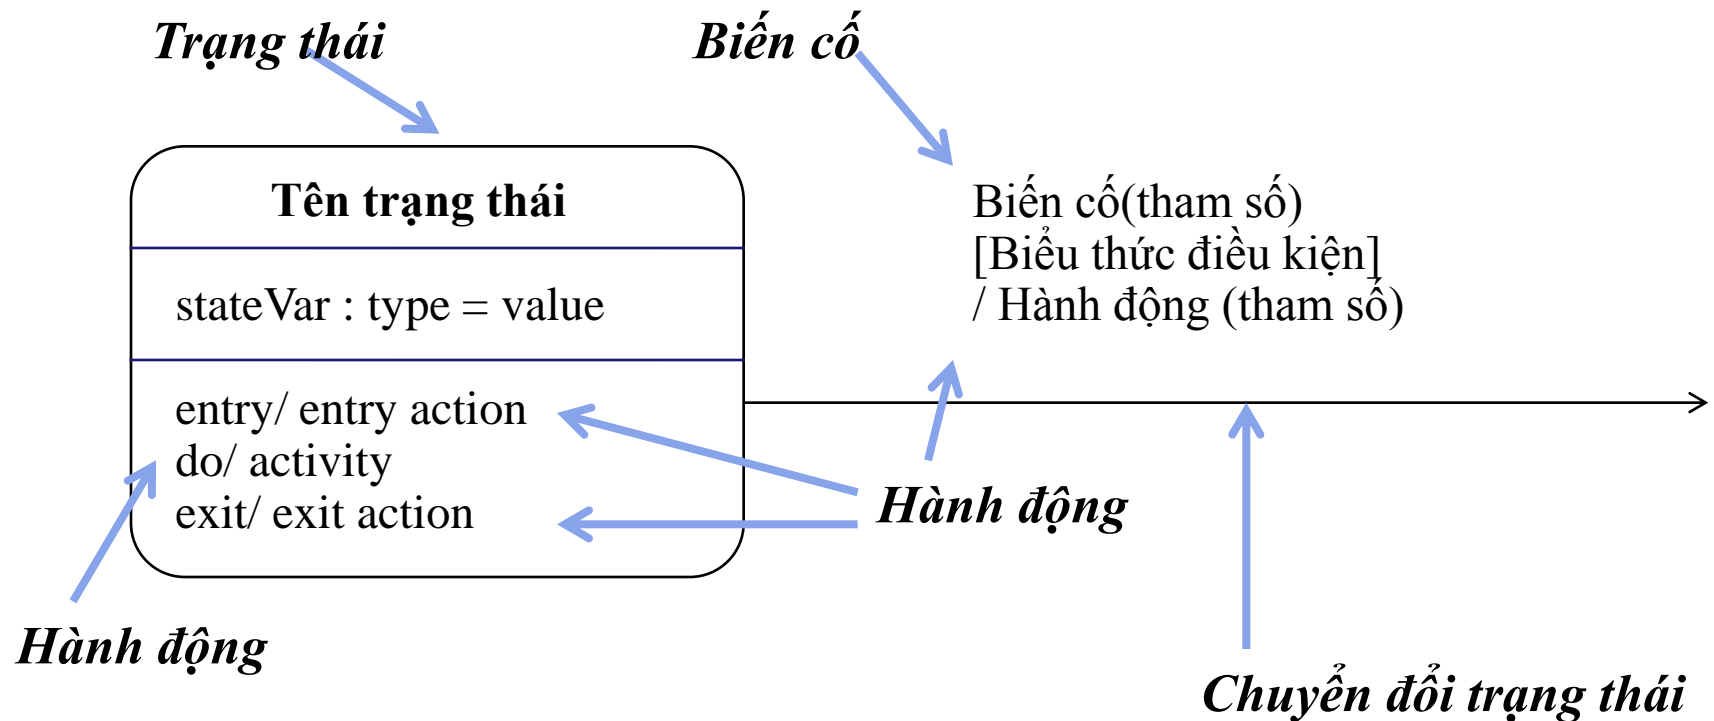 Trạng thái
Biến cố
Tên trạng thái
stateVar : type = value
entry/ entry action
do/ activity
exit/ exit action
Biến cố(tham số)
[Biểu thức điều kiện]
/ Hành động (tham số)
Hành động
Hành động
Chuyển đổi trạng thái